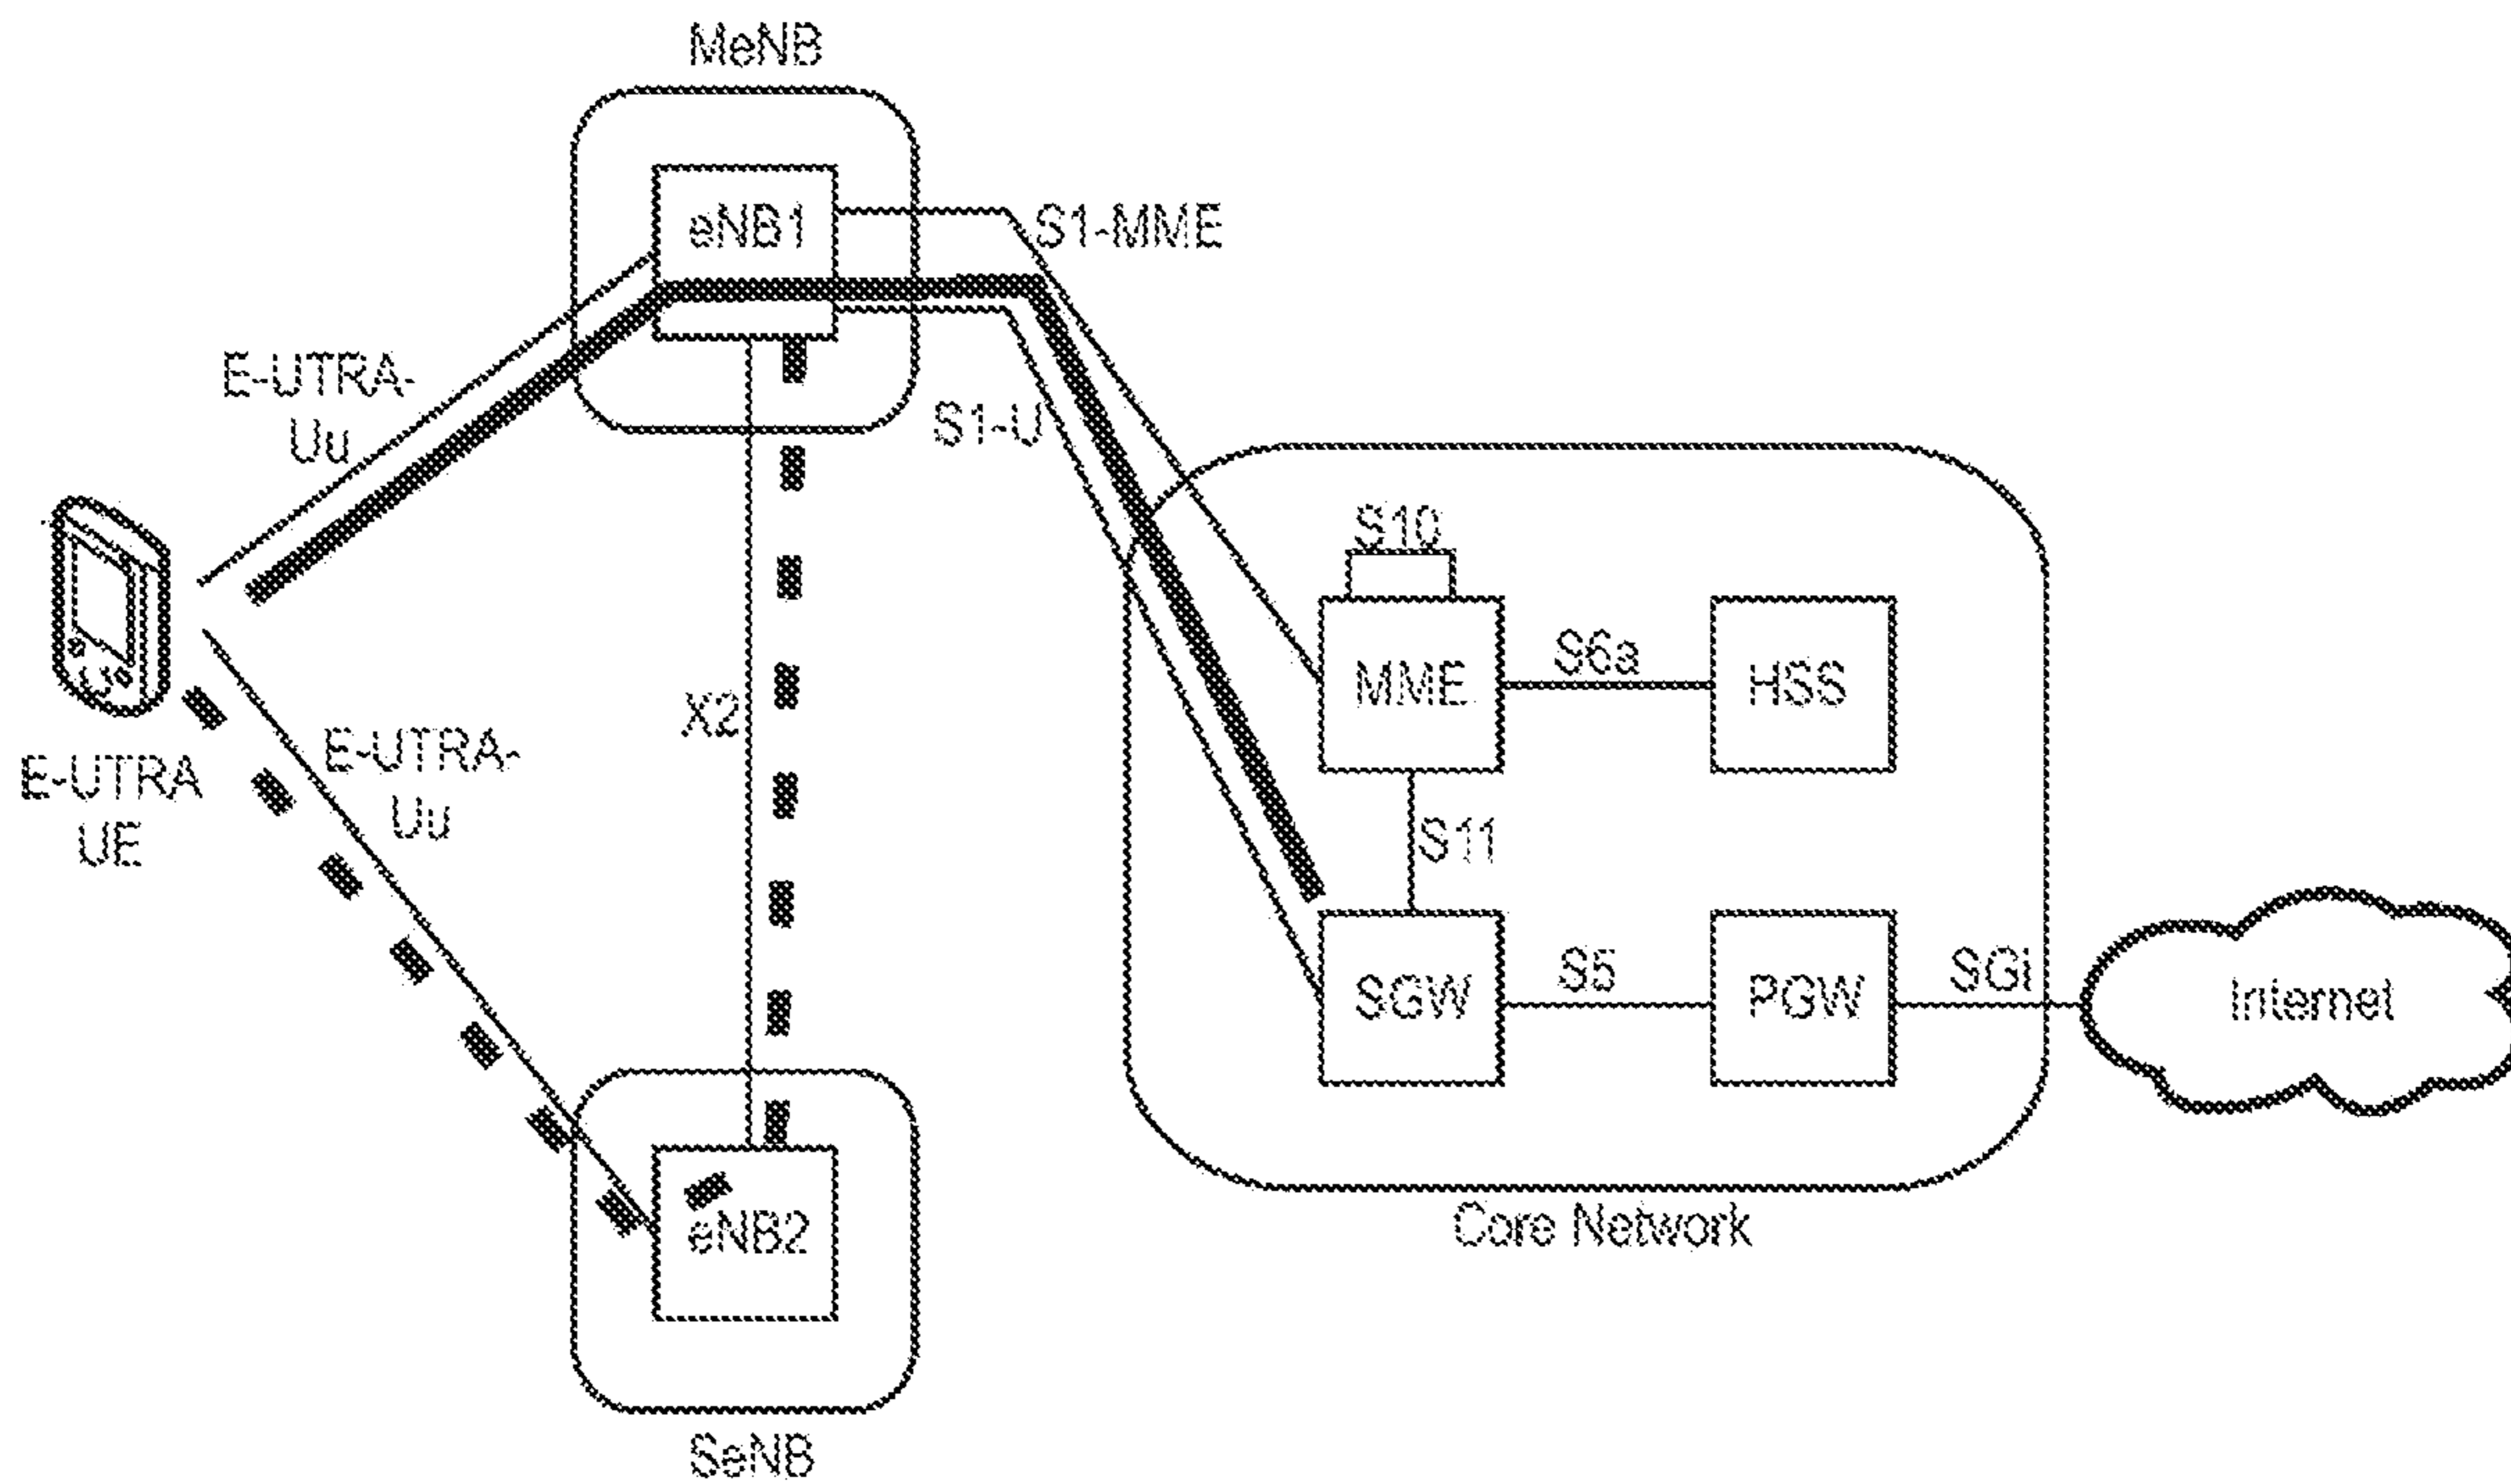 MeNB
eNB1
S1-MME
E-UTRA-
Uu
S1-U
S10
MME
S6a
HSS
X2
E-UTRA-
Uu
E-UTRA
UE
S11
SGW
S5
PGW
SGi
Internet
eNB2
Core Network
SeNB